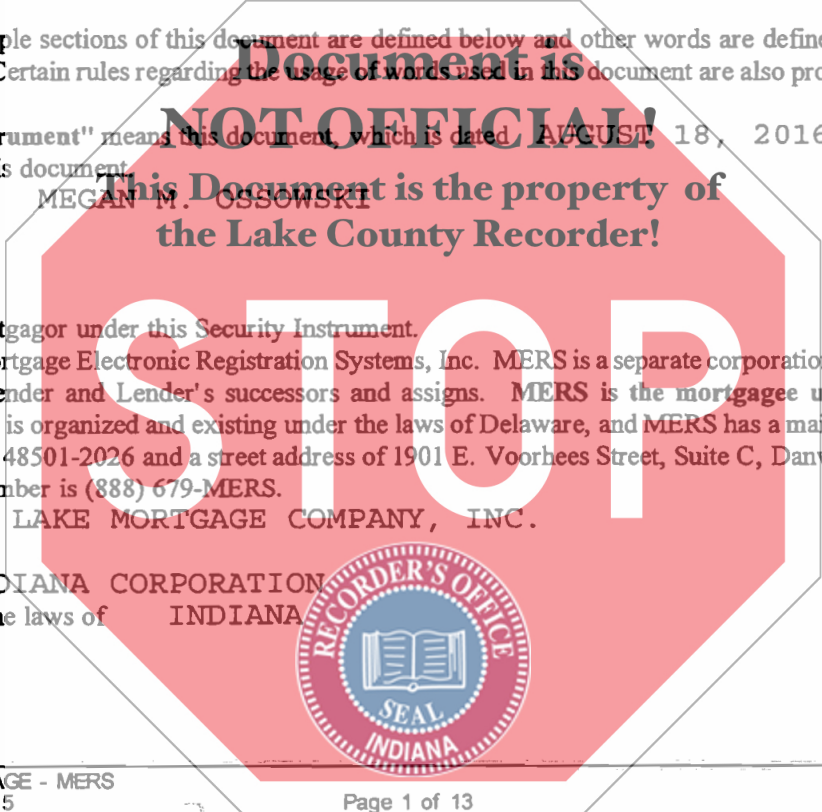 ple sections of this document are defined below and other words are define
Certain rules regarding the usage of words used in this document are also pro
Document is
NOT OFFICIAL!
This Document is the property of
the Lake County Recorder!
rument" means this document, which is dated AUGUST 18, 2016
s document.
MEGAN M. OSSOWSKI
STOP
tgagor under this Security Instrument.
rtgage Electronic Registration Systems, Inc. MERS is a separate corporatio
ender and Lender's successors and assigns. MERS is the mortgagee u
is organized and existing under the laws of Delaware, and MERS has a mai
48501-2026 and a street address of 1901 E. Voorhees Street, Suite C, Danv
mber is (888) 679-MERS.
LAKE MORTGAGE COMPANY, INC.
DIANA CORPORATION
e laws of INDIANA
RECORDER'S OFFICE
SEAL
INDIANA
AGE - MERS
5
Page 1 of 13